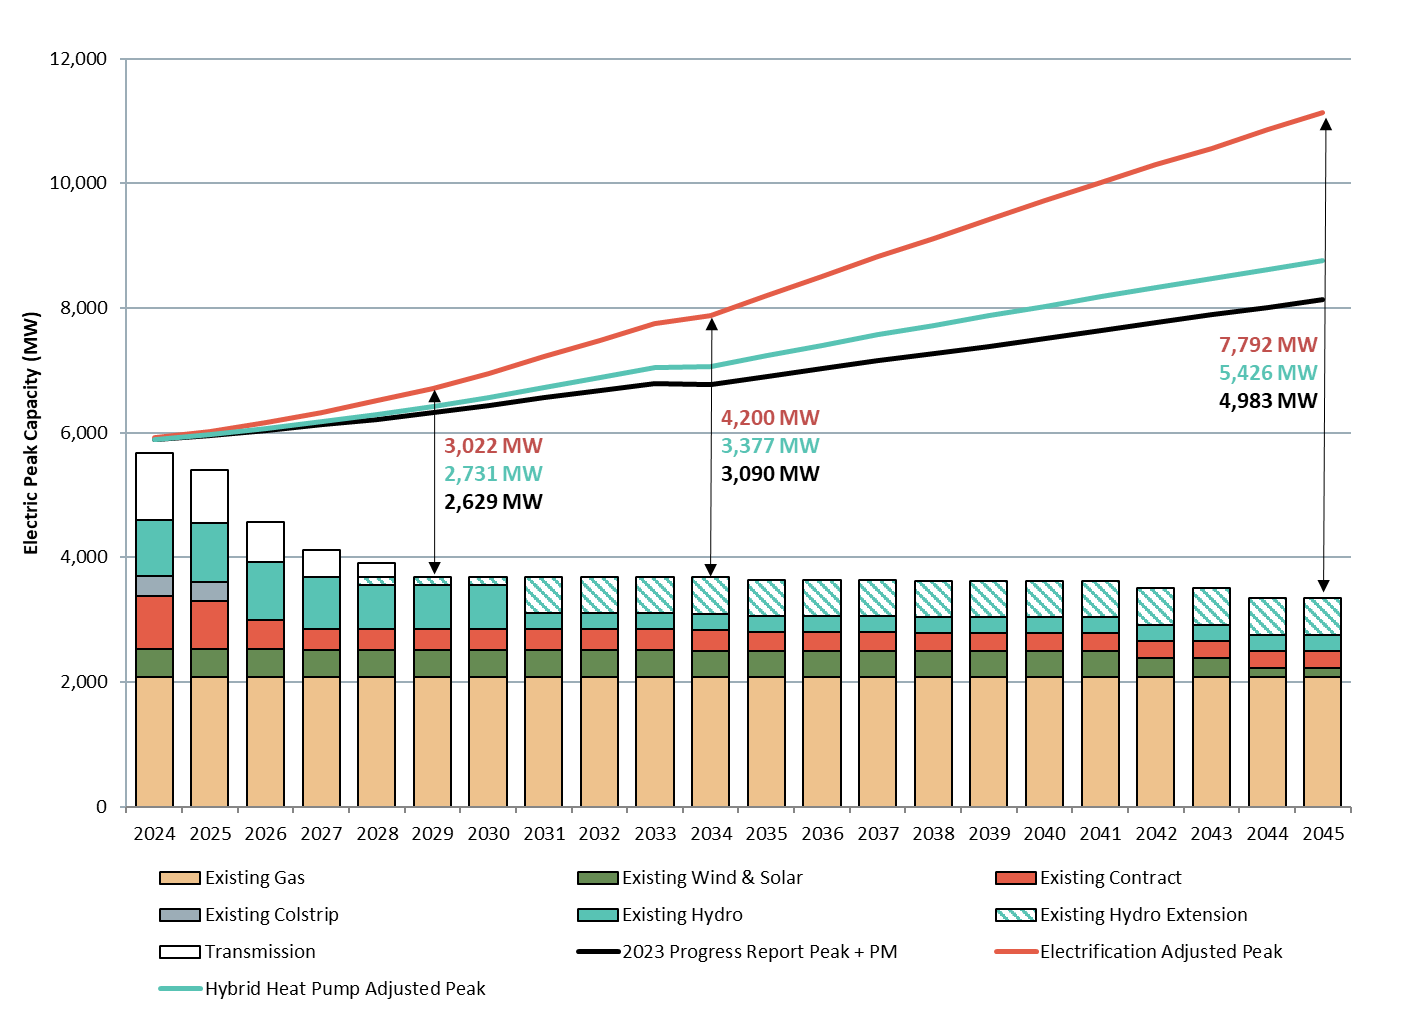 12,000
10,000
8,000
6,000
4,000
2,000
0
Electric Peak Capacity (MW)
3,022 MW
2,731 MW
2,629 MW
4,200 MW
3,377 MW
3,090 MW
7,792 MW
5,426 MW
4,983 MW
2024 2025 2026 2027 2028 2029 2030 2031 2032 2033 2034 2035 2036 2037 2038 2039 2040 2041 2042 2043 2044 2045
Existing Gas Existing Wind & Solar Existing Contract
Existing Colstrip Existing Hydro Existing Hydro Extension
Transmission 2023 Progress Report Peak + PM Electrification Adjusted Peak
Hybrid Heat Pump Adjusted Peak